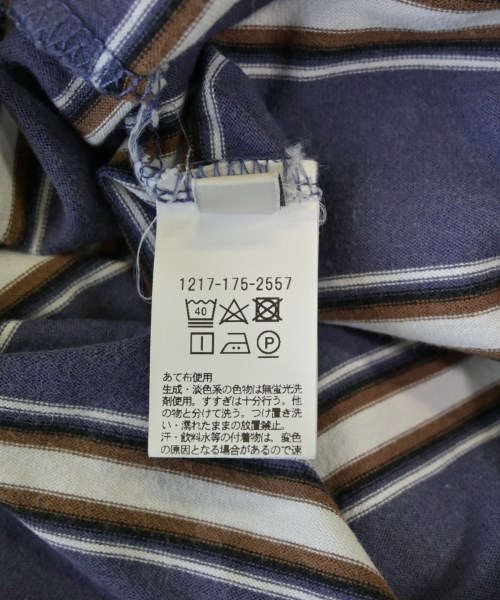 1217-175-2557
40
P
あて布使用
生成・淡色系の色物は無蛍光洗
剤使用。すすぎは十分行う。他
の物と分けて洗う。つけ置き洗
い・濡れたままの放置禁止。
汗・飲料水等の付着物は、変色
の原因となる場合があるので速